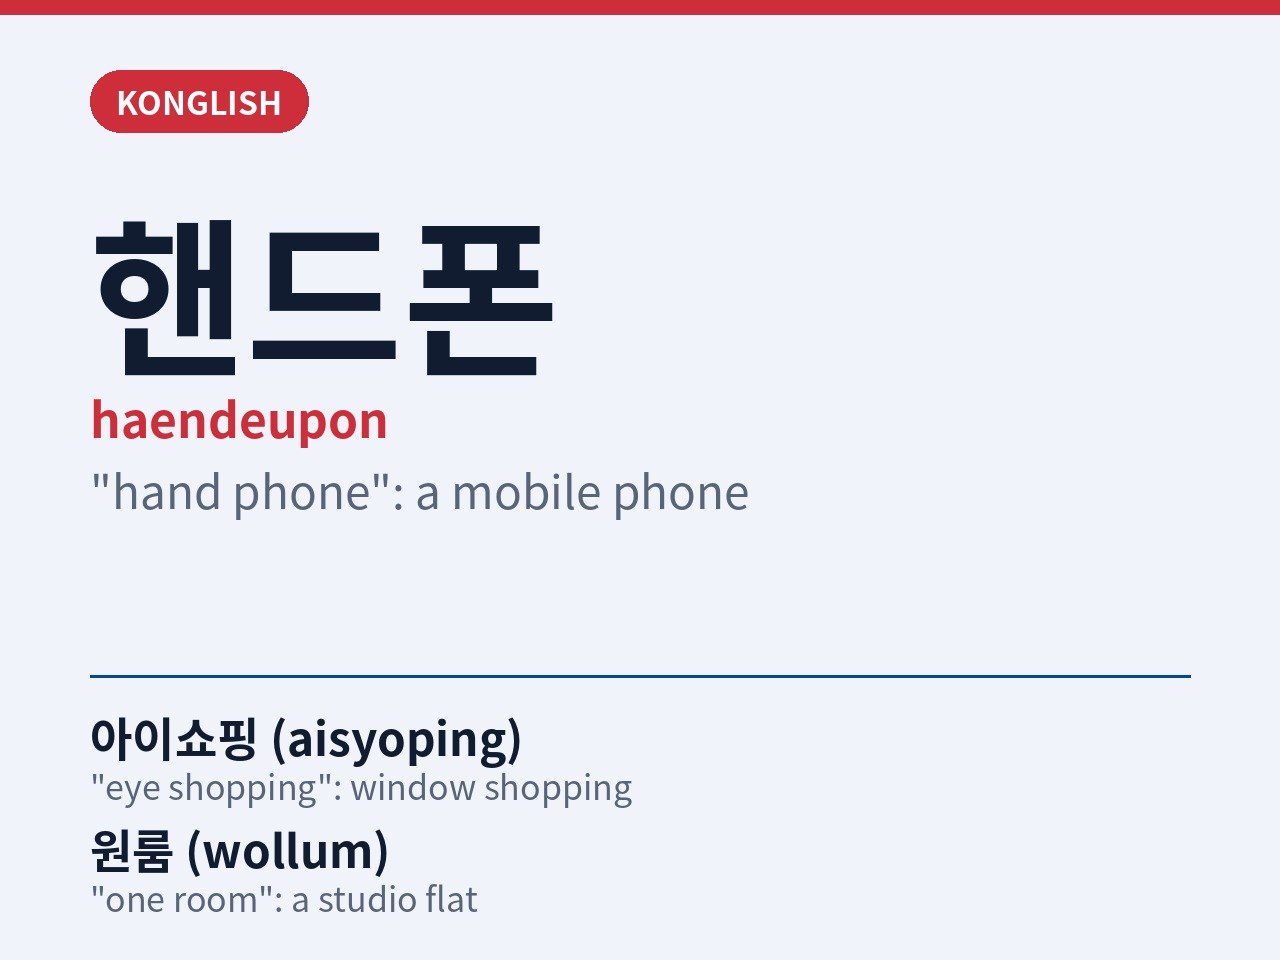 KONGLISH
핸드폰
haendeupon
"hand phone": a mobile phone
아이쇼핑 (aisyoping)
"eye shopping": window shopping
원룸 (wollum)
"one room": a studio flat